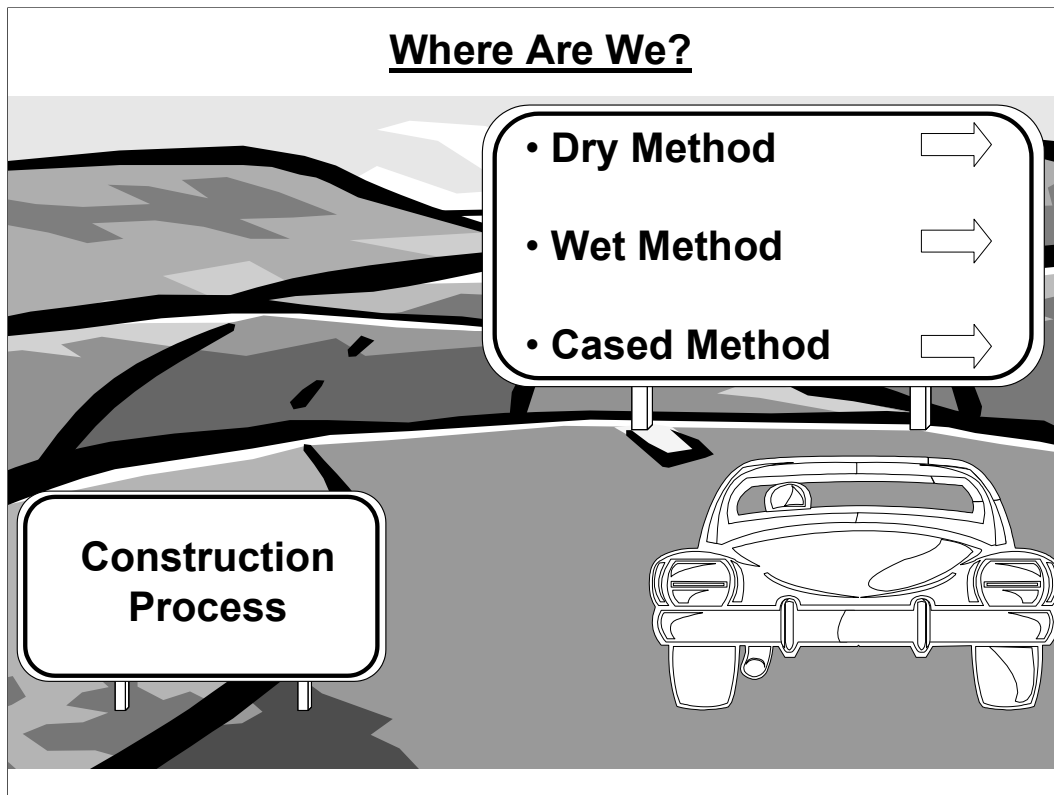 Where Are We?
• Dry Method
• Wet Method
• Cased Method
Construction
Process